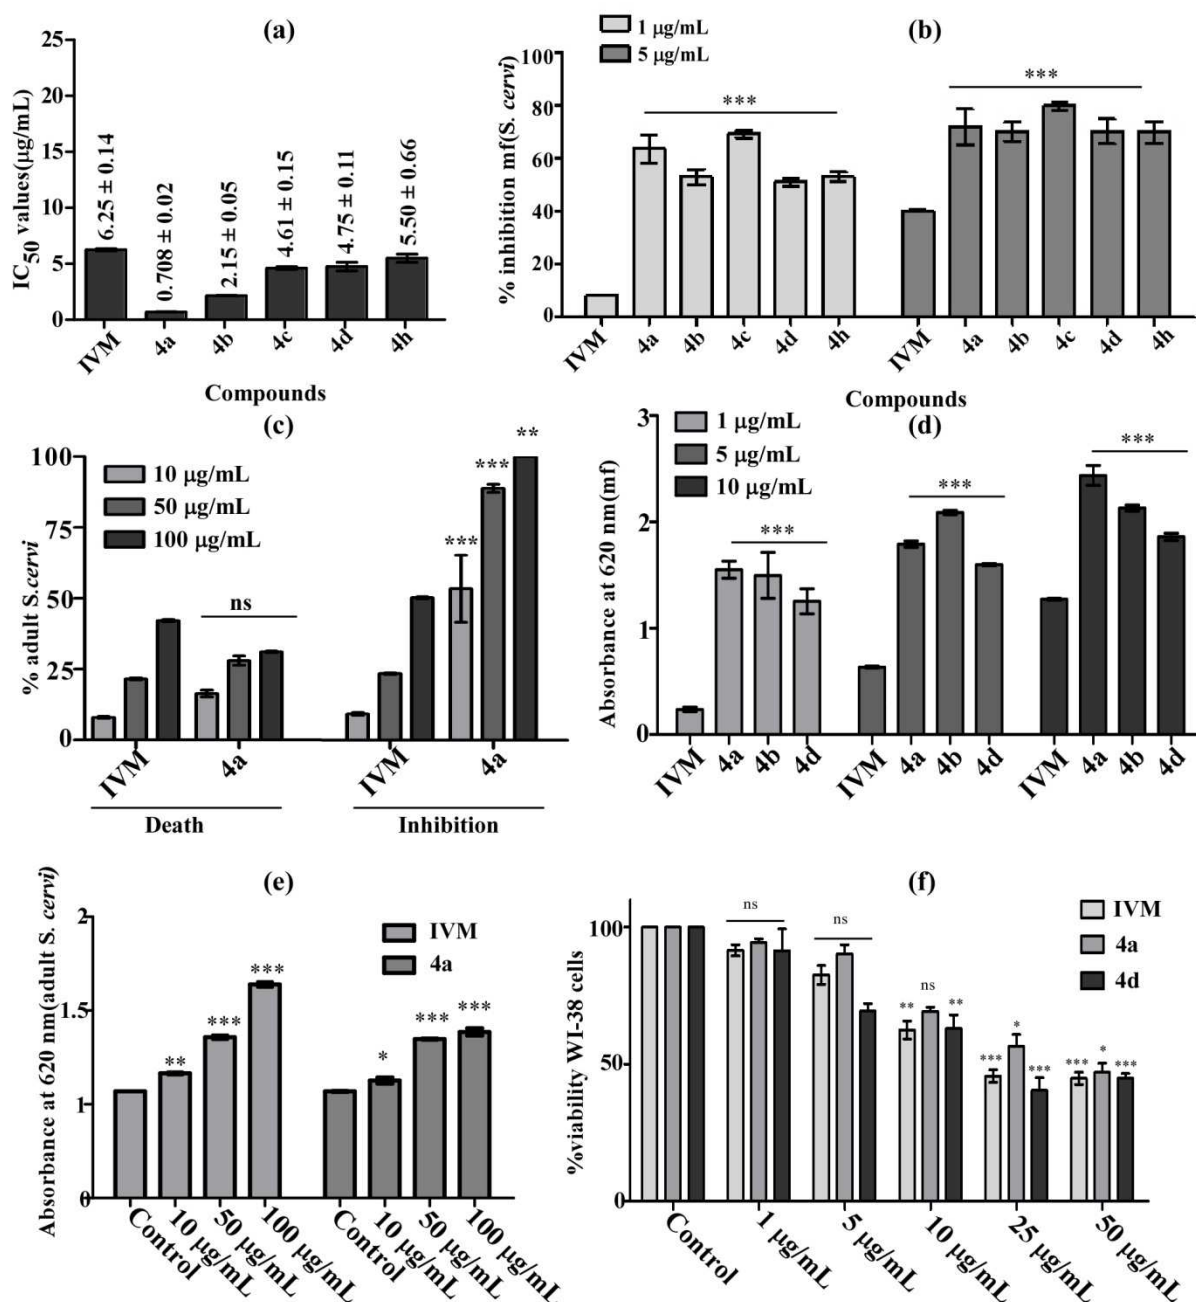 (a)
IC50 values(μg/mL)
25
20
15
10
5
0
6.25 ± 0.14
0.708 ± 0.02
2.15 ± 0.05
4.61 ± 0.15
4.75 ± 0.11
5.50 ± 0.66
IVM 4a 4b 4c 4d 4h
Compounds
(b)
1 μg/mL
5 μg/mL
% inhibition mf(S. cervi)
100
80
60
40
20
0
***
***
IVM 4a 4b 4c 4d 4h IVM 4a 4b 4c 4d 4h
Compounds
(c)
10 μg/mL
50 μg/mL
100 μg/mL
% adult S.cervi
100
75
50
25
0
ns
***
***
**
IVM 4a IVM 4a
Death Inhibition
(d)
1 μg/mL
5 μg/mL
10 μg/mL
Absorbance at 620 nm(mf)
3
2
1
0
***
***
***
IVM 4a 4b 4d IVM 4a 4b 4d IVM 4a 4b 4d
(e)
IVM
4a
Absorbance at 620 nm(adult S. cervi)
2
1.5
1
0
**
***
***
*
***
***
Control 10 μg/mL 50 μg/mL 100 μg/mL Control 10 μg/mL 50 μg/mL 100 μg/mL
(f)
IVM
4a
4d
%viability WI-38 cells
100
50
0
ns
ns
** ns **
*** * ***
*** * ***
Control 1 μg/mL 5 μg/mL 10 μg/mL 25 μg/mL 50 μg/mL